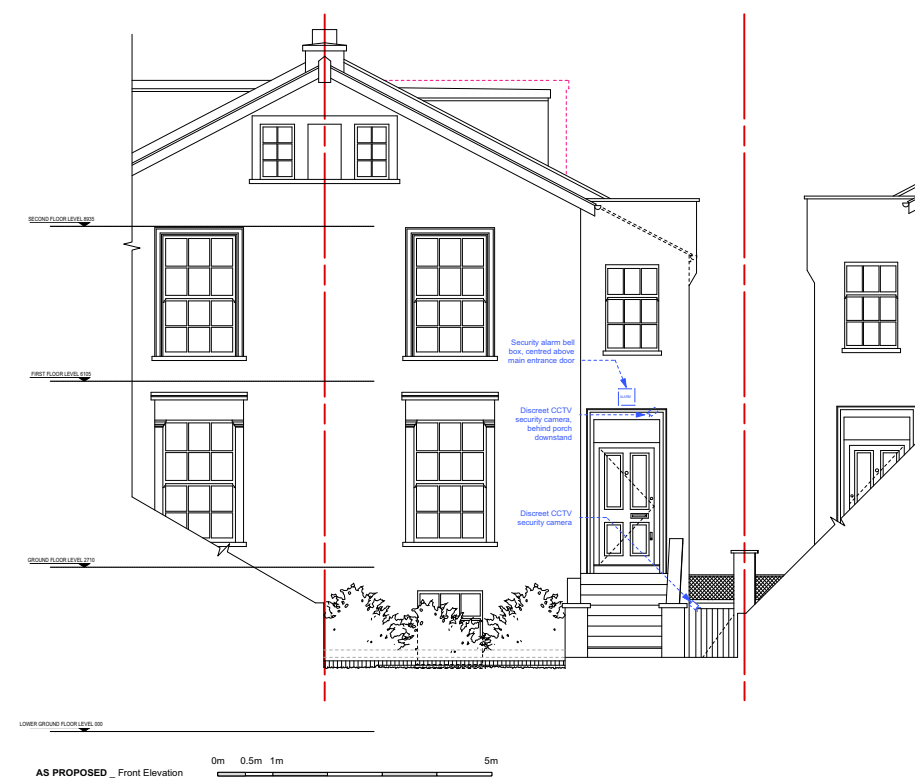 SECOND FLOOR LEVEL 8935
Security alarm bell
box, centred above
main entrance door
FIRST FLOOR LEVEL 6105
ALARM
Discreet CCTV
security camera,
behind porch
downstand
Discreet CCTV
security camera
GROUND FLOOR LEVEL 2710
LOWER GROUND FLOOR LEVEL 000
0m 0.5m 1m 5m
AS PROPOSED _ Front Elevation